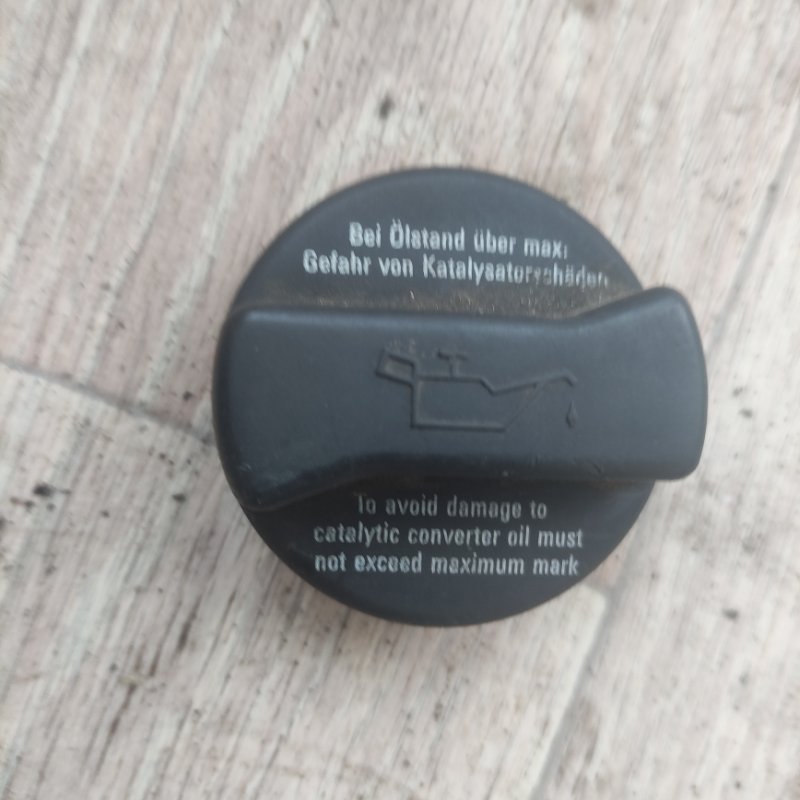 Bei Ölstand über max:
Gefahr von Katalysatorschäden
To avoid damage to
catalytic converter oil must
not exceed maximum mark